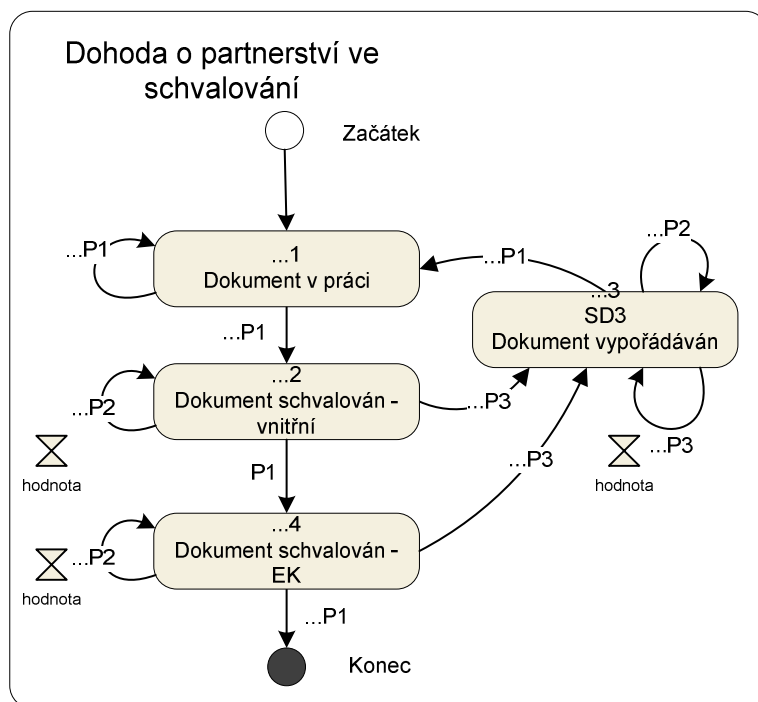 Dohoda o partnerství ve
schvalování
Začátek
...P1
...1
Dokument v práci
...P1
...P2
...3
SD3
Dokument vypořádáván
...P1
...P2
...2
Dokument schvalován -
vnitřní
...P3
...P3
hodnota
hodnota
P1
...P3
...4
Dokument schvalován -
EK
...P2
hodnota
...P1
Konec